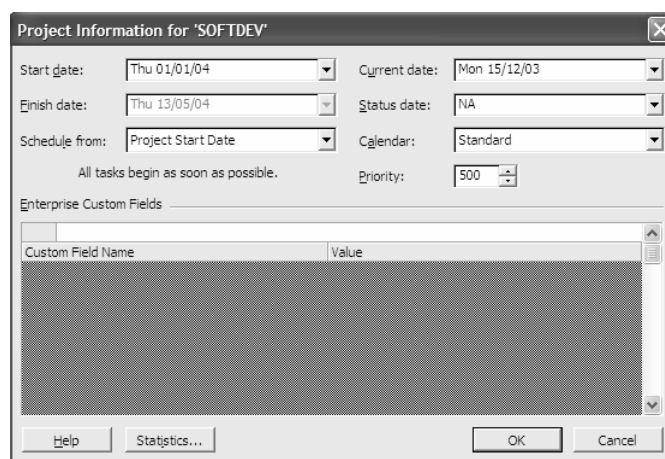 Project Information for 'SOFTDEV'
Start date: Thu 01/01/04 Current date: Mon 15/12/03
Finish date: Thu 13/05/04 Status date: NA
Schedule from: Project Start Date Calendar: Standard
All tasks begin as soon as possible. Priority: 500
Enterprise Custom Fields
Custom Field Name Value
Help Statistics... OK Cancel